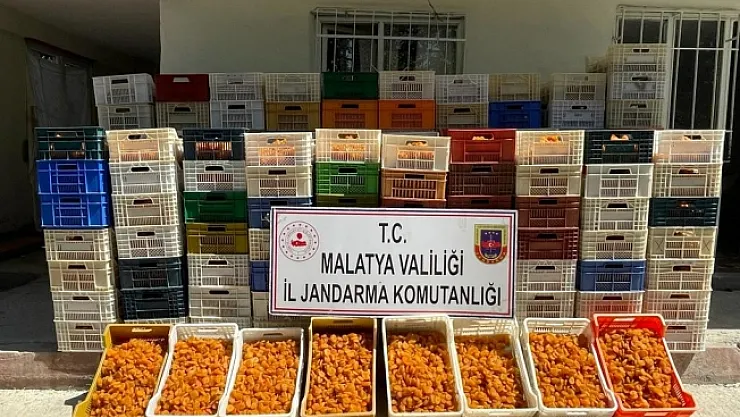 T.C.
MALATYA VALİLİĞİ
İL JANDARMA KOMUTANLIĞI